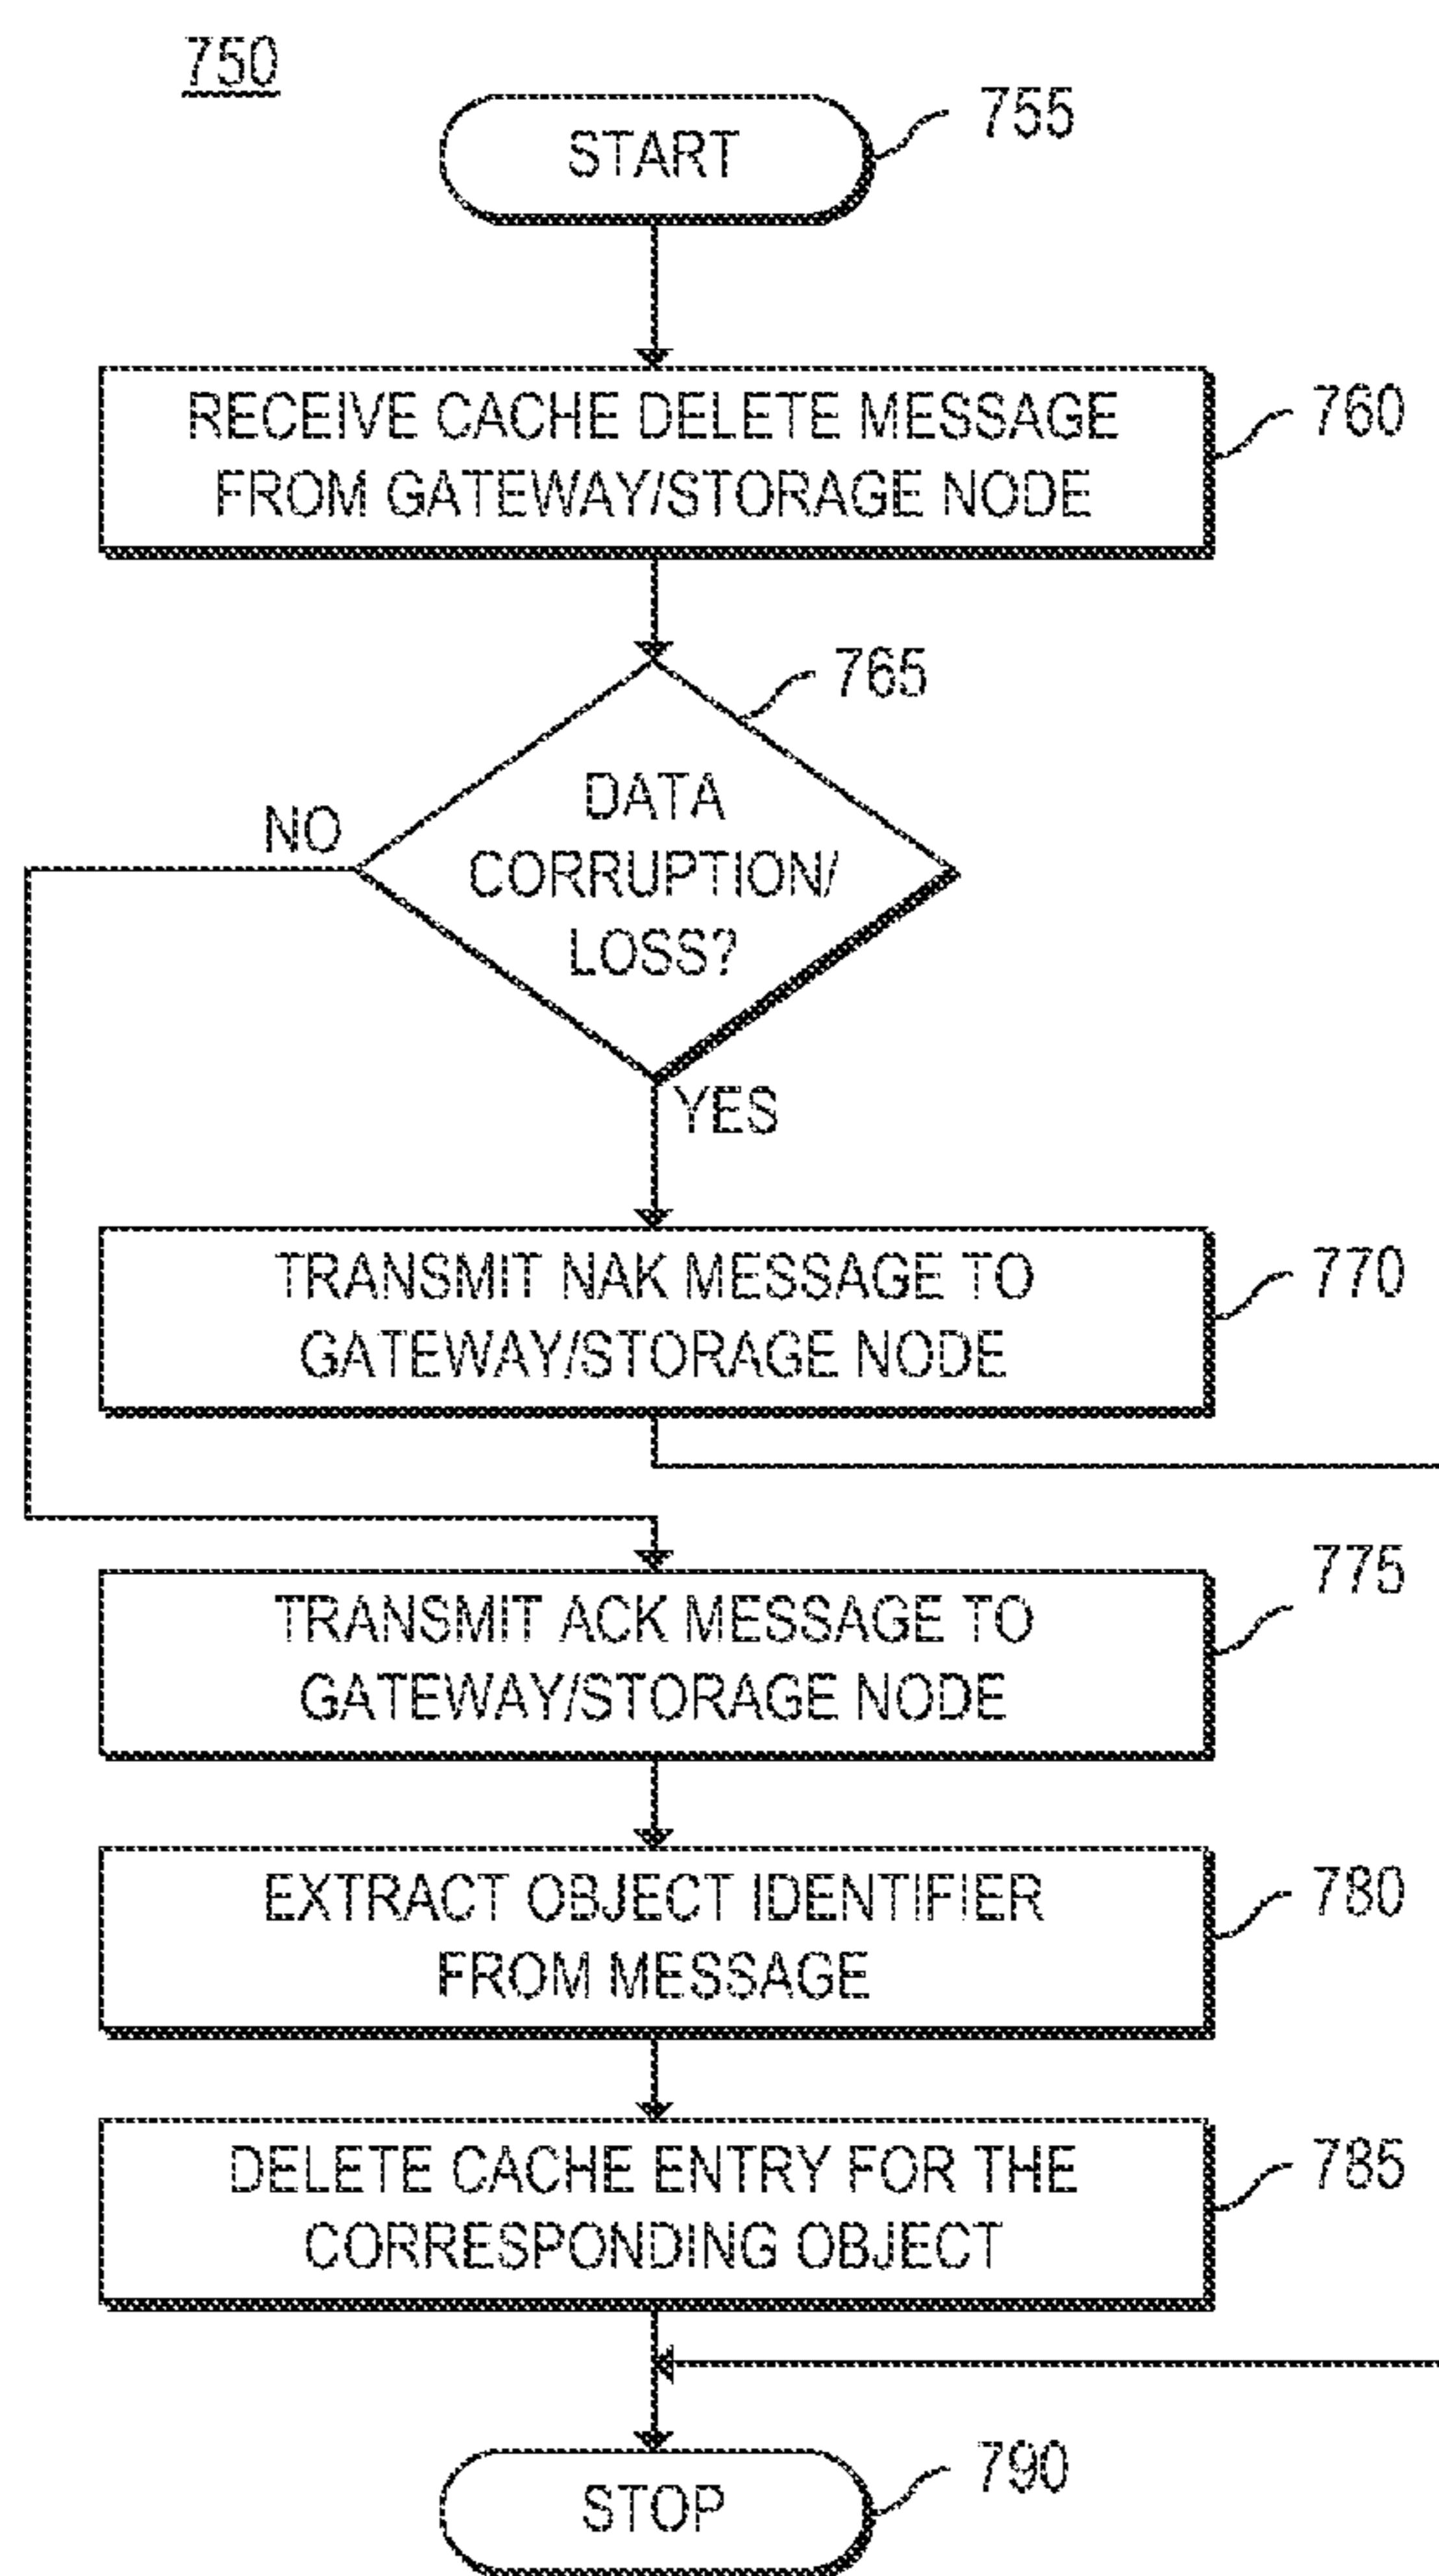 750
START
755
RECEIVE CACHE DELETE MESSAGE
FROM GATEWAY/STORAGE NODE
760
765
DATA
CORRUPTION/
LOSS?
NO
YES
TRANSMIT NAK MESSAGE TO
GATEWAY/STORAGE NODE
770
TRANSMIT ACK MESSAGE TO
GATEWAY/STORAGE NODE
775
EXTRACT OBJECT IDENTIFIER
FROM MESSAGE
780
DELETE CACHE ENTRY FOR THE
CORRESPONDING OBJECT
785
STOP
790